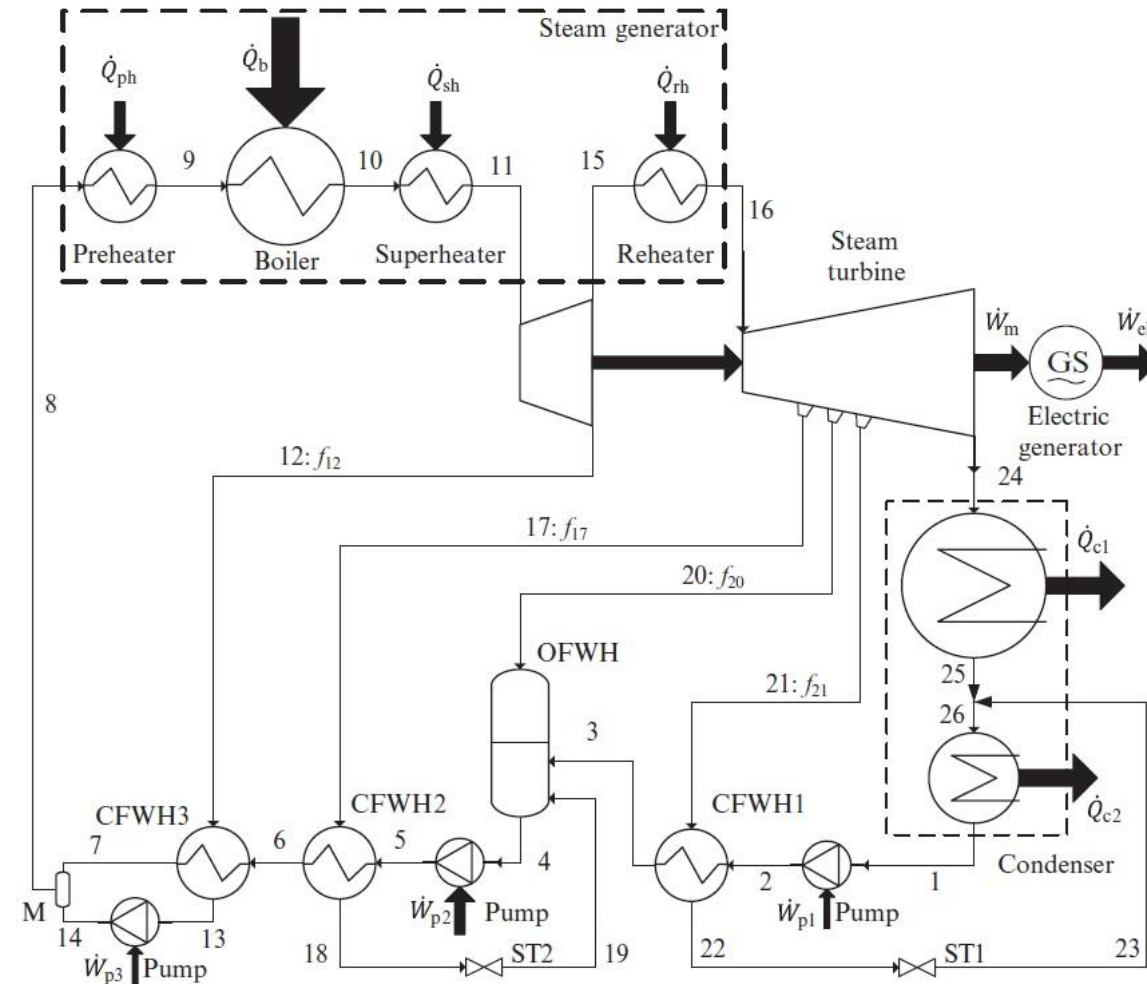 Steam generator
Q̇ph
Q̇b
Q̇sh
Q̇rh
9
10
11
15
16
Preheater
Boiler
Superheater
Reheater
Steam
turbine
Ẇm
Ẇel
GS
Electric
generator
8
12: f12
24
17: f17
Q̇c1
20: f20
OFWH
21: f21
25
26
3
CFWH3
CFWH2
CFWH1
Q̇c2
7
6
5
4
2
1
Condenser
M
Ẇp2
Pump
Ẇp1
Pump
14
13
18
ST2
19
22
ST1
23
Ẇp3
Pump